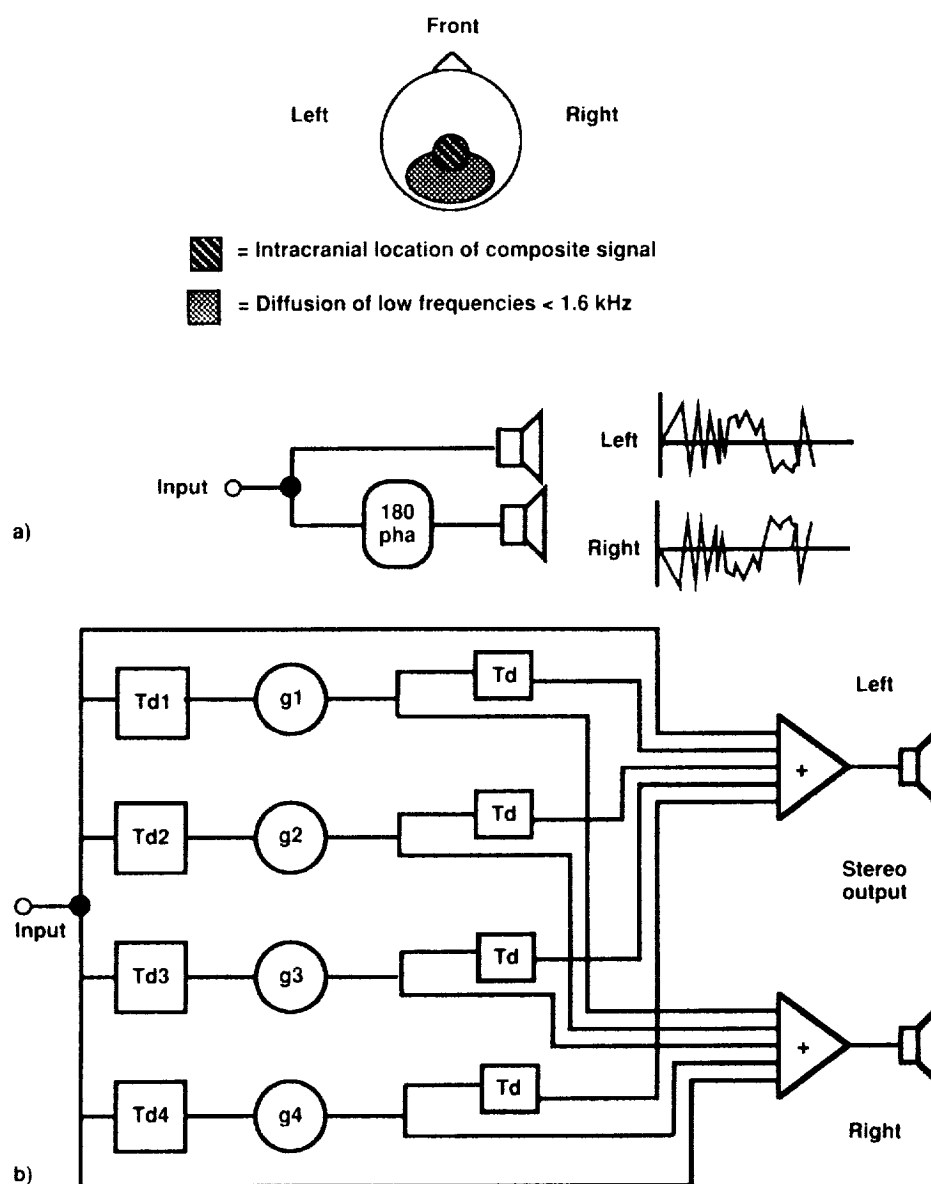 Front
Left
Right
= Intracranial location of composite signal
= Diffusion of low frequencies < 1.6 kHz
Left
Input
180
pha
a)
Right
Td
Left
Td1
g1
+
Td
Td2
g2
Stereo
output
Input
Td
Td3
g3
+
Td
Td4
g4
Right
b)